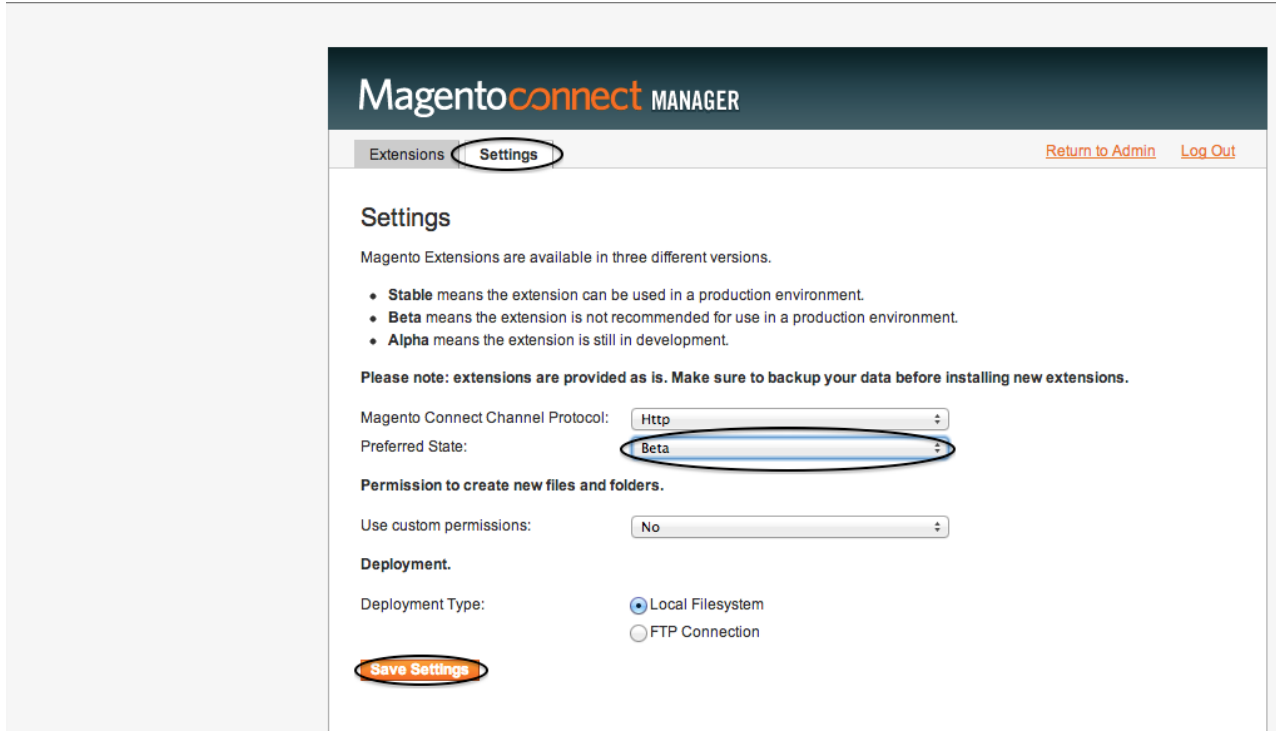 Magentoconnect MANAGER
Extensions Settings Return to Admin Log Out
Settings
Magento Extensions are available in three different versions.
Stable means the extension can be used in a production environment.
Beta means the extension is not recommended for use in a production environment.
Alpha means the extension is still in development.
Please note: extensions are provided as is. Make sure to backup your data before installing new extensions.
Magento Connect Channel Protocol: Http
Preferred State: Beta
Permission to create new files and folders.
Use custom permissions: No
Deployment.
Deployment Type: Local Filesystem
FTP Connection
Save Settings